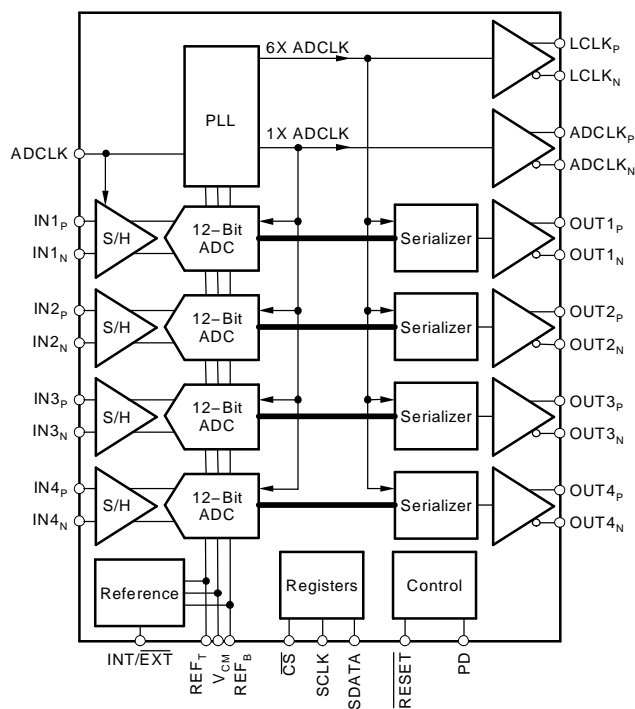 6X ADCLK
LCLKP
LCLKN
PLL
1X ADCLK
ADCLKP
ADCLK
ADCLKN
IN1P
S/H
12–Bit
ADC
Serializer
OUT1P
IN1N
OUT1N
IN2P
S/H
12–Bit
ADC
Serializer
OUT2P
IN2N
OUT2N
IN3P
S/H
12–Bit
ADC
Serializer
OUT3P
IN3N
OUT3N
IN4P
S/H
12–Bit
ADC
Serializer
OUT4P
IN4N
OUT4N
Reference
Registers
Control
INT/EXT
REFT
VCM
REFB
CS
SCLK
SDATA
RESET
PD